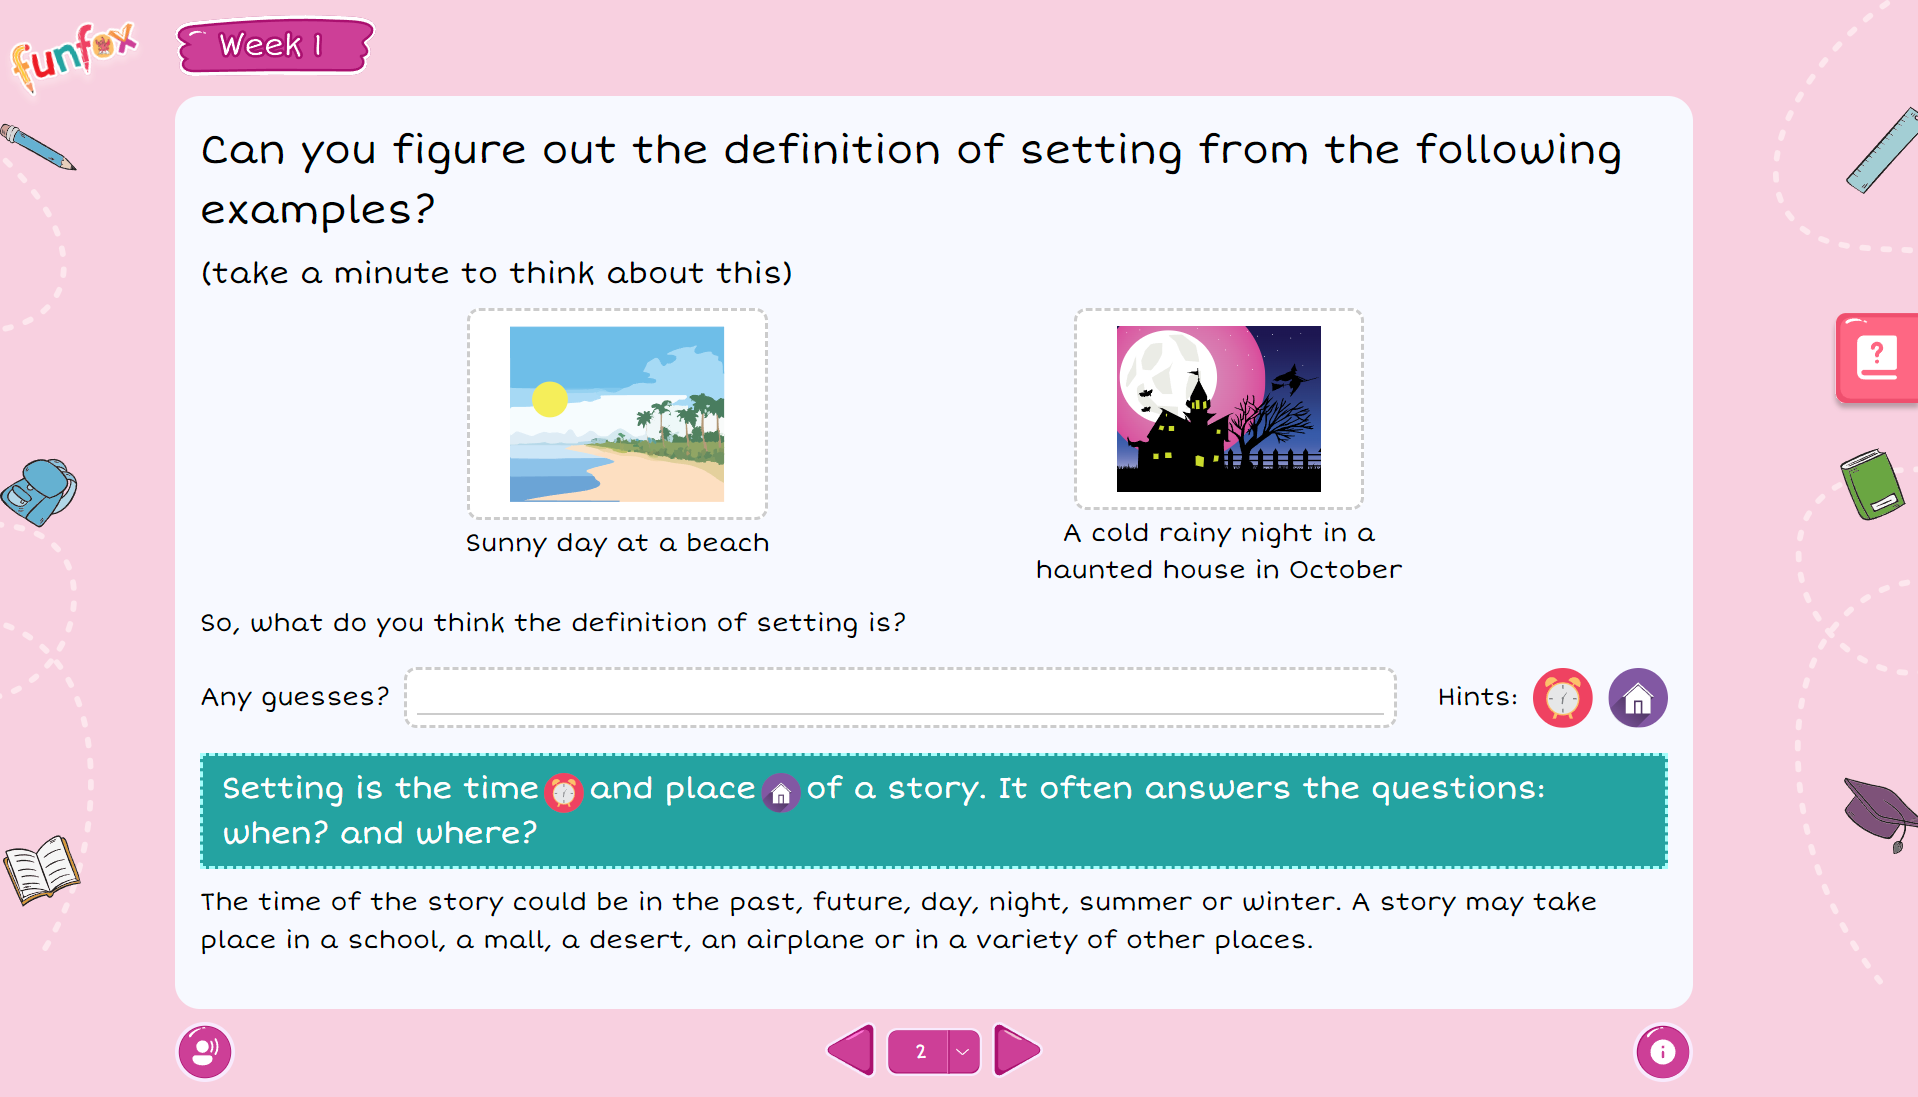 funfox
Week 1
Can you figure out the definition of setting from the following
examples?
(take a minute to think about this)
Sunny day at a beach
A cold rainy night in a
haunted house in October
So, what do you think the definition of setting is?
Any guesses?
Hints:
Setting is the time and place of a story. It often answers the questions:
when? and where?
The time of the story could be in the past, future, day, night, summer or winter. A story may take
place in a school, a mall, a desert, an airplane or in a variety of other places.
2